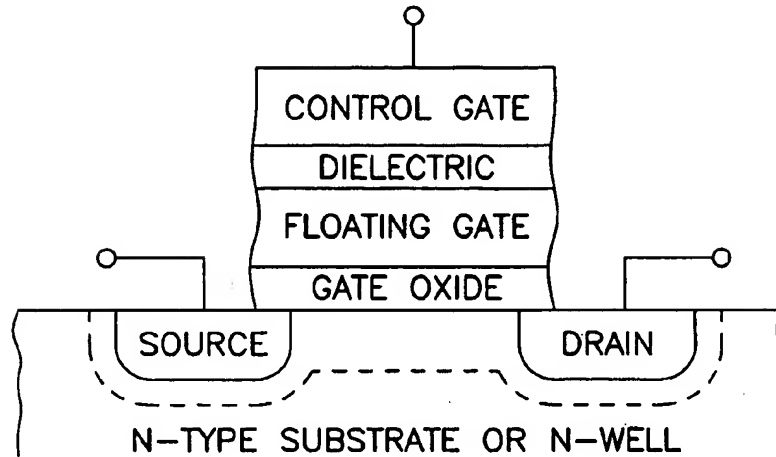 CONTROL GATE
DIELECTRIC
FLOATING GATE
GATE OXIDE
SOURCE
DRAIN
N-TYPE SUBSTRATE OR N-WELL